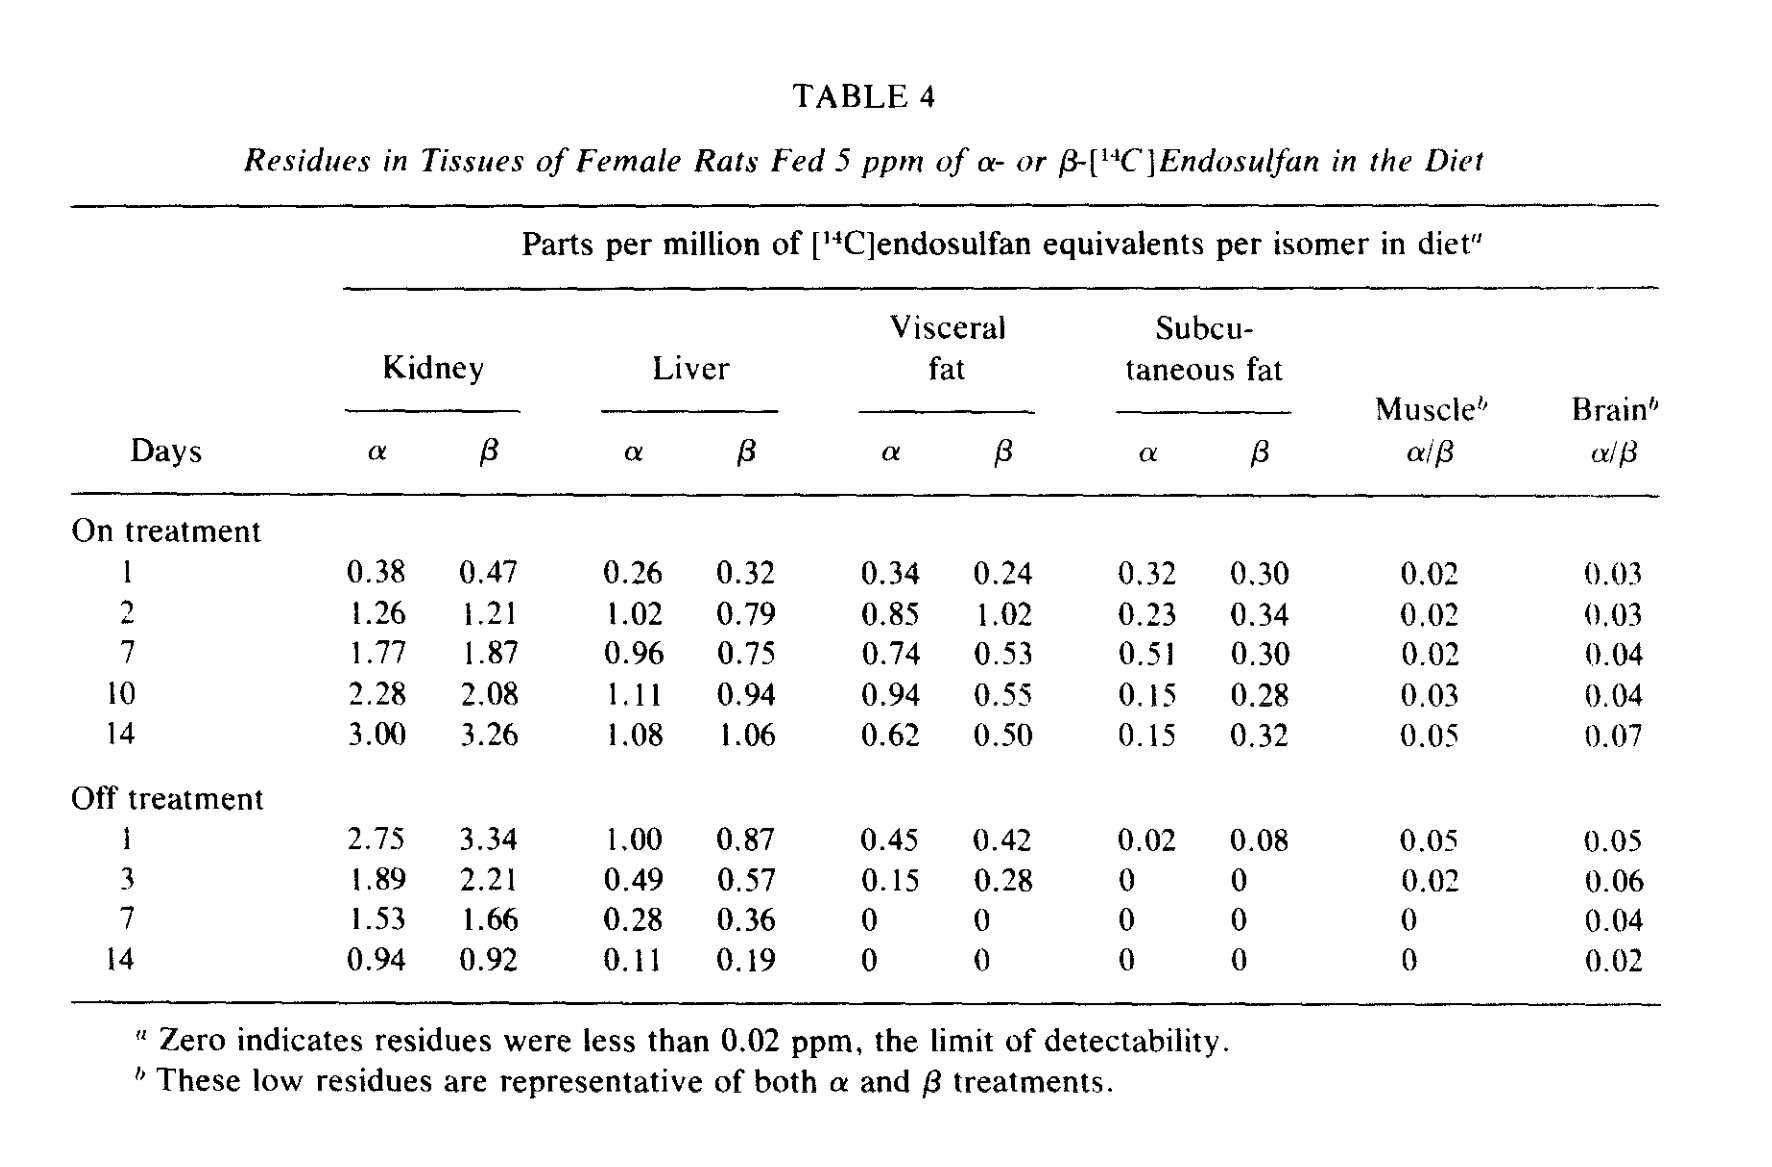 TABLE 4
Residues in Tissues of Female Rats Fed 5 ppm of α- or β-[¹⁴C]Endosulfan in the Diet
Parts per million of [¹⁴C]endosulfan equivalents per isomer in dietᵃ
Visceral Subcu-
Kidney Liver fat taneous fat
Muscleᵇ Brainᵇ
Days α β α β α β α β α/β α/β
On treatment
1 0.38 0.47 0.26 0.32 0.34 0.24 0.32 0.30 0.02 0.03
2 1.26 1.21 1.02 0.79 0.85 1.02 0.23 0.34 0.02 0.03
7 1.77 1.87 0.96 0.75 0.74 0.53 0.51 0.30 0.02 0.04
10 2.28 2.08 1.11 0.94 0.94 0.55 0.15 0.28 0.03 0.04
14 3.00 3.26 1.08 1.06 0.62 0.50 0.15 0.32 0.05 0.07
Off treatment
1 2.75 3.34 1.00 0.87 0.45 0.42 0.02 0.08 0.05 0.05
3 1.89 2.21 0.49 0.57 0.15 0.28 0 0 0.02 0.06
7 1.53 1.66 0.28 0.36 0 0 0 0 0 0.04
14 0.94 0.92 0.11 0.19 0 0 0 0 0 0.02
ᵃ Zero indicates residues were less than 0.02 ppm, the limit of detectability.
ᵇ These low residues are representative of both α and β treatments.